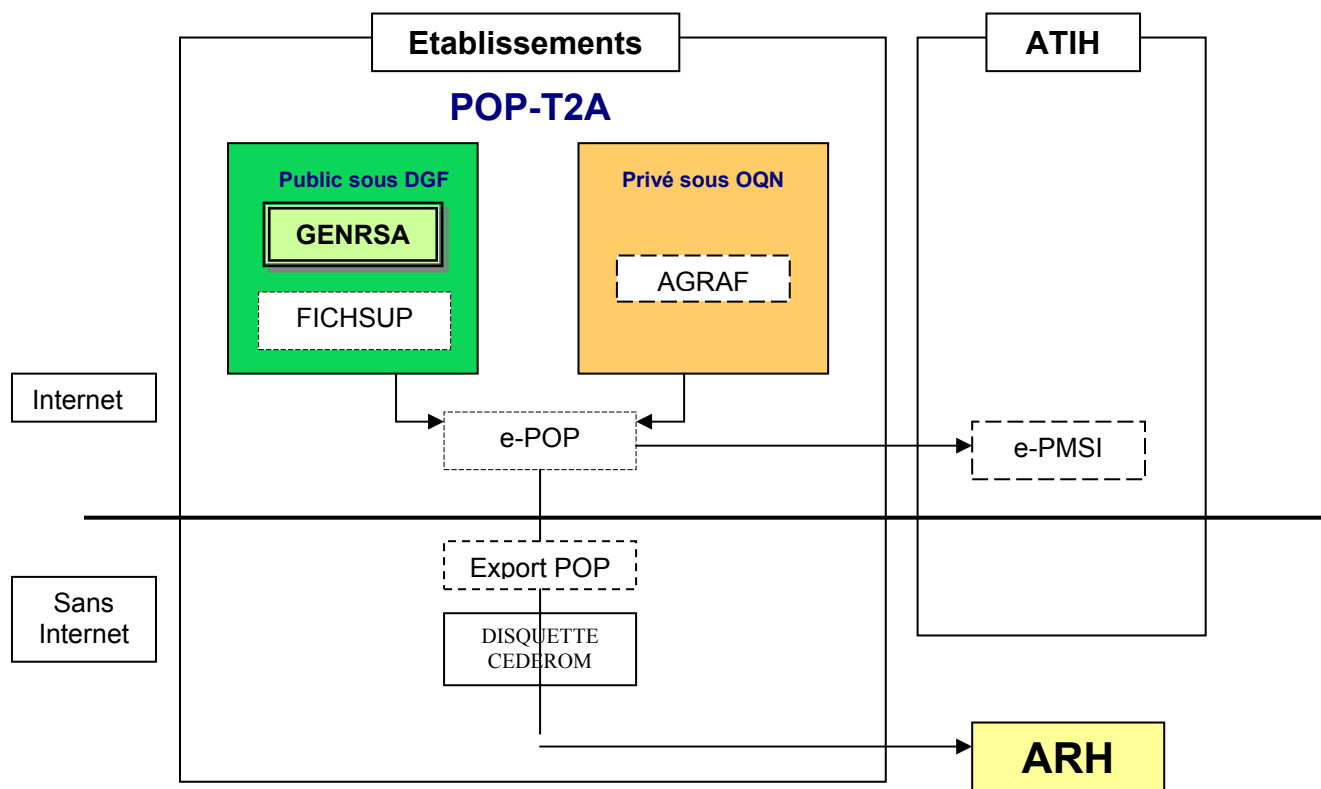 Etablissements
ATIH
POP-T2A
Public sous DGF
Privé sous OQN
GENRSA
AGRAF
FICHSUP
Internet
e-POP
e-PMSI
Export POP
Sans
Internet
DISQUETTE
CEDEROM
ARH